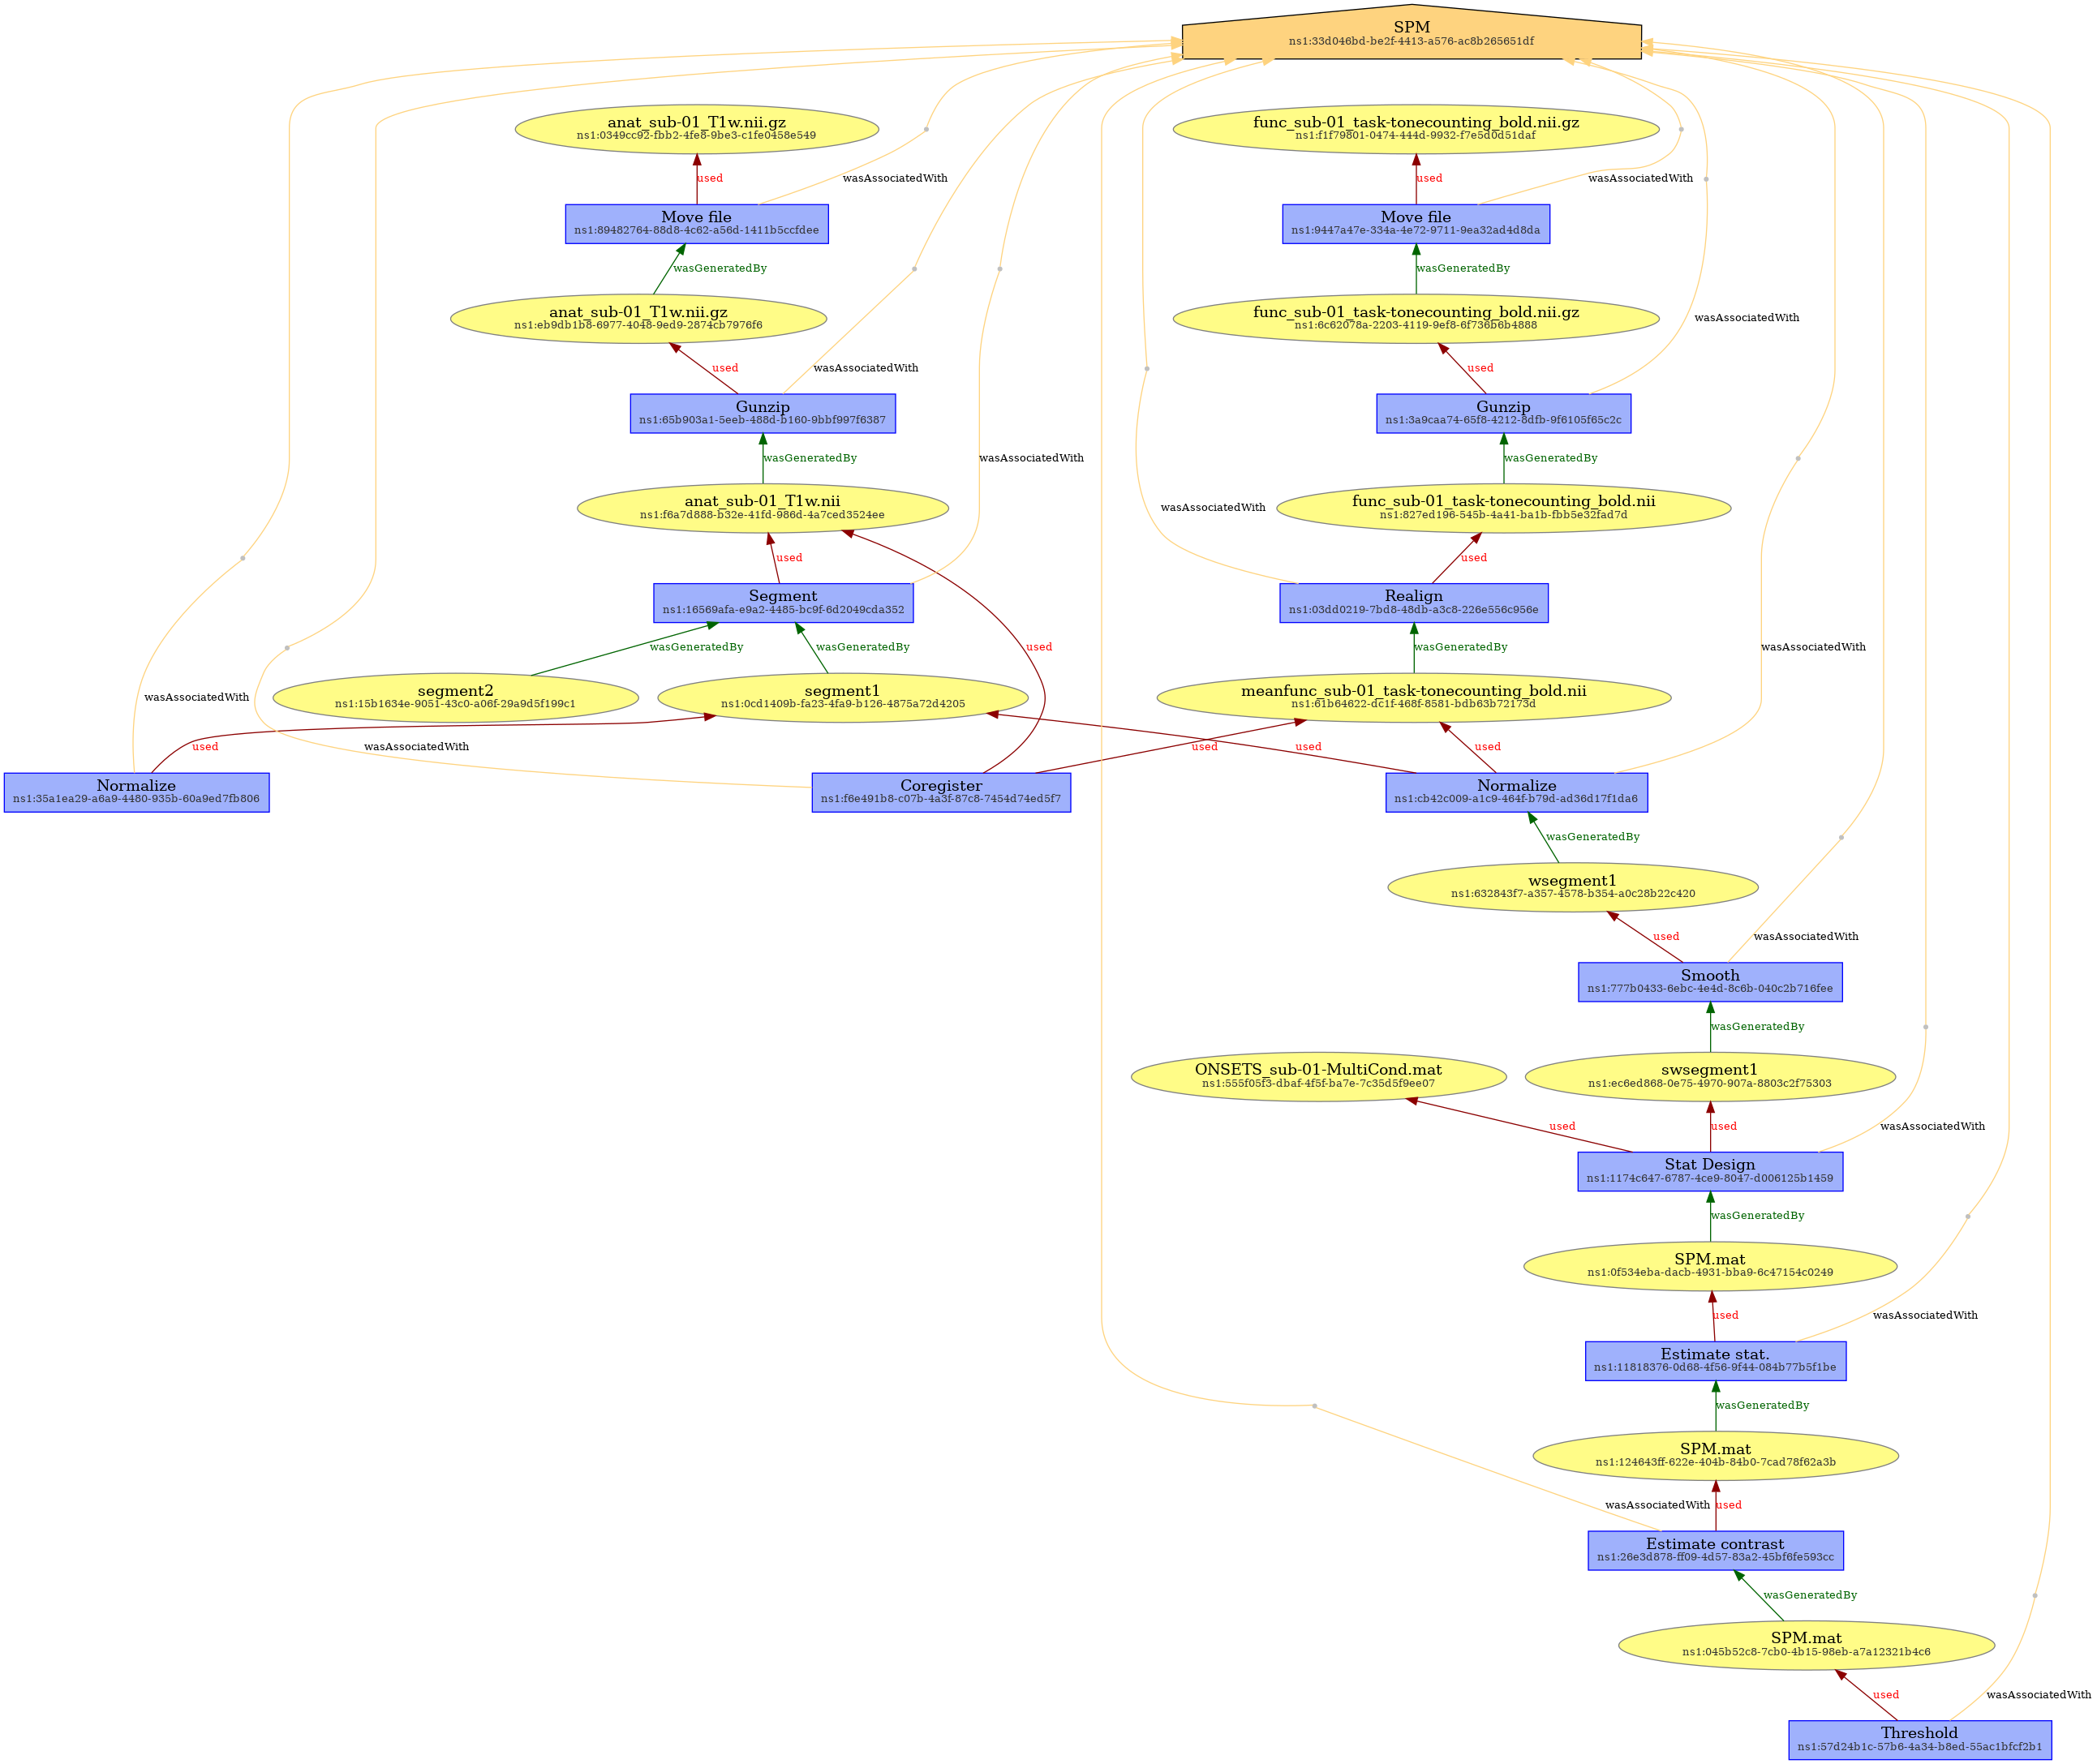 SPM
ns1:33d046bd-be2f-4413-a576-ac8b265651df
anat_sub-01_T1w.nii.gz
ns1:0349cc92-fbb2-4fe8-9be3-c1fe0458e549
func_sub-01_task-tonecounting_bold.nii.gz
ns1:f1f79801-0474-444d-9932-f7e5d0d51daf
used
wasAssociatedWith
used
wasAssociatedWith
Move file
ns1:89482764-88d8-4c62-a56d-1411b5ccfdee
Move file
ns1:9447a47e-334a-4e72-9711-9ea32ad4d8da
wasGeneratedBy
wasGeneratedBy
anat_sub-01_T1w.nii.gz
ns1:eb9db1b8-6977-4048-9ed9-2874cb7976f6
func_sub-01_task-tonecounting_bold.nii.gz
ns1:6c62078a-2203-4119-9ef8-6f736b6b4888
wasAssociatedWith
used
wasAssociatedWith
used
Gunzip
ns1:65b903a1-5eeb-488d-b160-9bbf997f6387
Gunzip
ns1:3a9caa74-65f8-4212-8dfb-9f6105f65c2c
wasGeneratedBy
wasAssociatedWith
wasGeneratedBy
wasAssociatedWith
anat_sub-01_T1w.nii
ns1:f6a7d888-b32e-41fd-986d-4a7ced3524ee
func_sub-01_task-tonecounting_bold.nii
ns1:827ed196-545b-4a41-ba1b-fbb5e32fad7d
used
used
Segment
ns1:16569afa-e9a2-4485-bc9f-6d2049cda352
Realign
ns1:03dd0219-7bd8-48db-a3c8-226e556c956e
wasGeneratedBy
wasGeneratedBy
used
wasGeneratedBy
wasAssociatedWith
segment2
ns1:15b1634e-9051-43c0-a06f-29a9d5f199c1
segment1
ns1:0cd1409b-fa23-4fa9-b126-4875a72d4205
meanfunc_sub-01_task-tonecounting_bold.nii
ns1:61b64622-dc1f-468f-8581-bdb63b72173d
wasAssociatedWith
used
wasAssociatedWith
used
used
used
Normalize
ns1:35a1ea29-a6a9-4480-935b-60a9ed7fb806
Coregister
ns1:f6e491b8-c07b-4a3f-87c8-7454d74ed5f7
Normalize
ns1:cb42c009-a1c9-464f-b79d-ad36d17f1da6
wasGeneratedBy
wsegment1
ns1:632843f7-a357-4578-b354-a0c28b22c420
used
wasAssociatedWith
Smooth
ns1:777b0433-6ebc-4e4d-8c6b-040c2b716fee
wasGeneratedBy
ONSETS_sub-01-MultiCond.mat
ns1:555f05f3-dbaf-4f5f-ba7e-7c35d5f9ee07
swsegment1
ns1:ec6ed868-0e75-4970-907a-8803c2f75303
used
used
wasAssociatedWith
Stat Design
ns1:1174c647-6787-4ce9-8047-d006125b1459
wasGeneratedBy
SPM.mat
ns1:0f534eba-dacb-4931-bba9-6c47154c0249
used
wasAssociatedWith
Estimate stat.
ns1:11818376-0d68-4f56-9f44-084b77b5f1be
wasGeneratedBy
SPM.mat
ns1:124643ff-622e-404b-84b0-7cad78f62a3b
wasAssociatedWith
used
Estimate contrast
ns1:26e3d878-ff09-4d57-83a2-45bf6fe593cc
wasGeneratedBy
SPM.mat
ns1:045b52c8-7cb0-4b15-98eb-a7a12321b4c6
used
wasAssociatedWith
Threshold
ns1:57d24b1c-57b6-4a34-b8ed-55ac1bfcf2b1